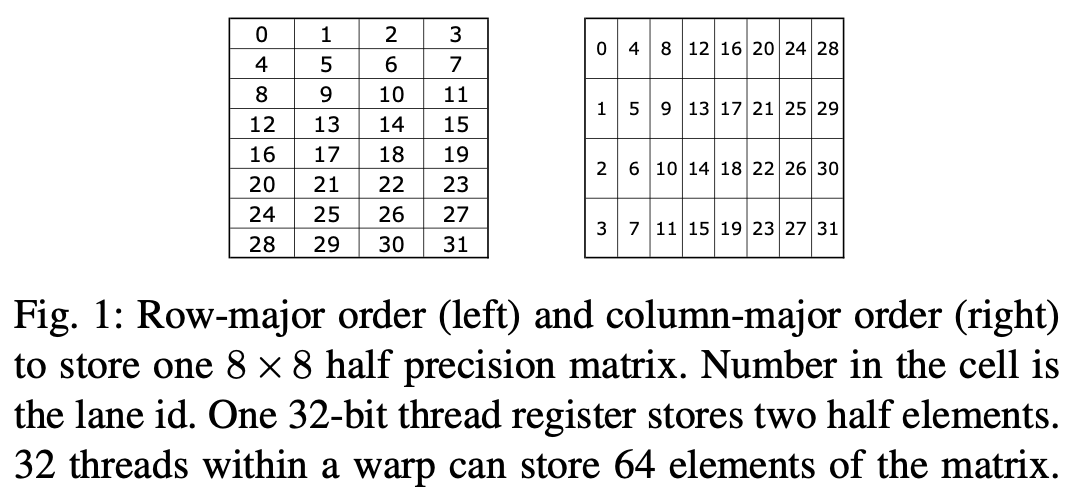 0 1 2 3
4 5 6 7
8 9 10 11
12 13 14 15
16 17 18 19
20 21 22 23
24 25 26 27
28 29 30 31
0 4 8 12 16 20 24 28
1 5 9 13 17 21 25 29
2 6 10 14 18 22 26 30
3 7 11 15 19 23 27 31
Fig. 1: Row-major order (left) and column-major order (right)
to store one 8 × 8 half precision matrix. Number in the cell is
the lane id. One 32-bit thread register stores two half elements.
32 threads within a warp can store 64 elements of the matrix.